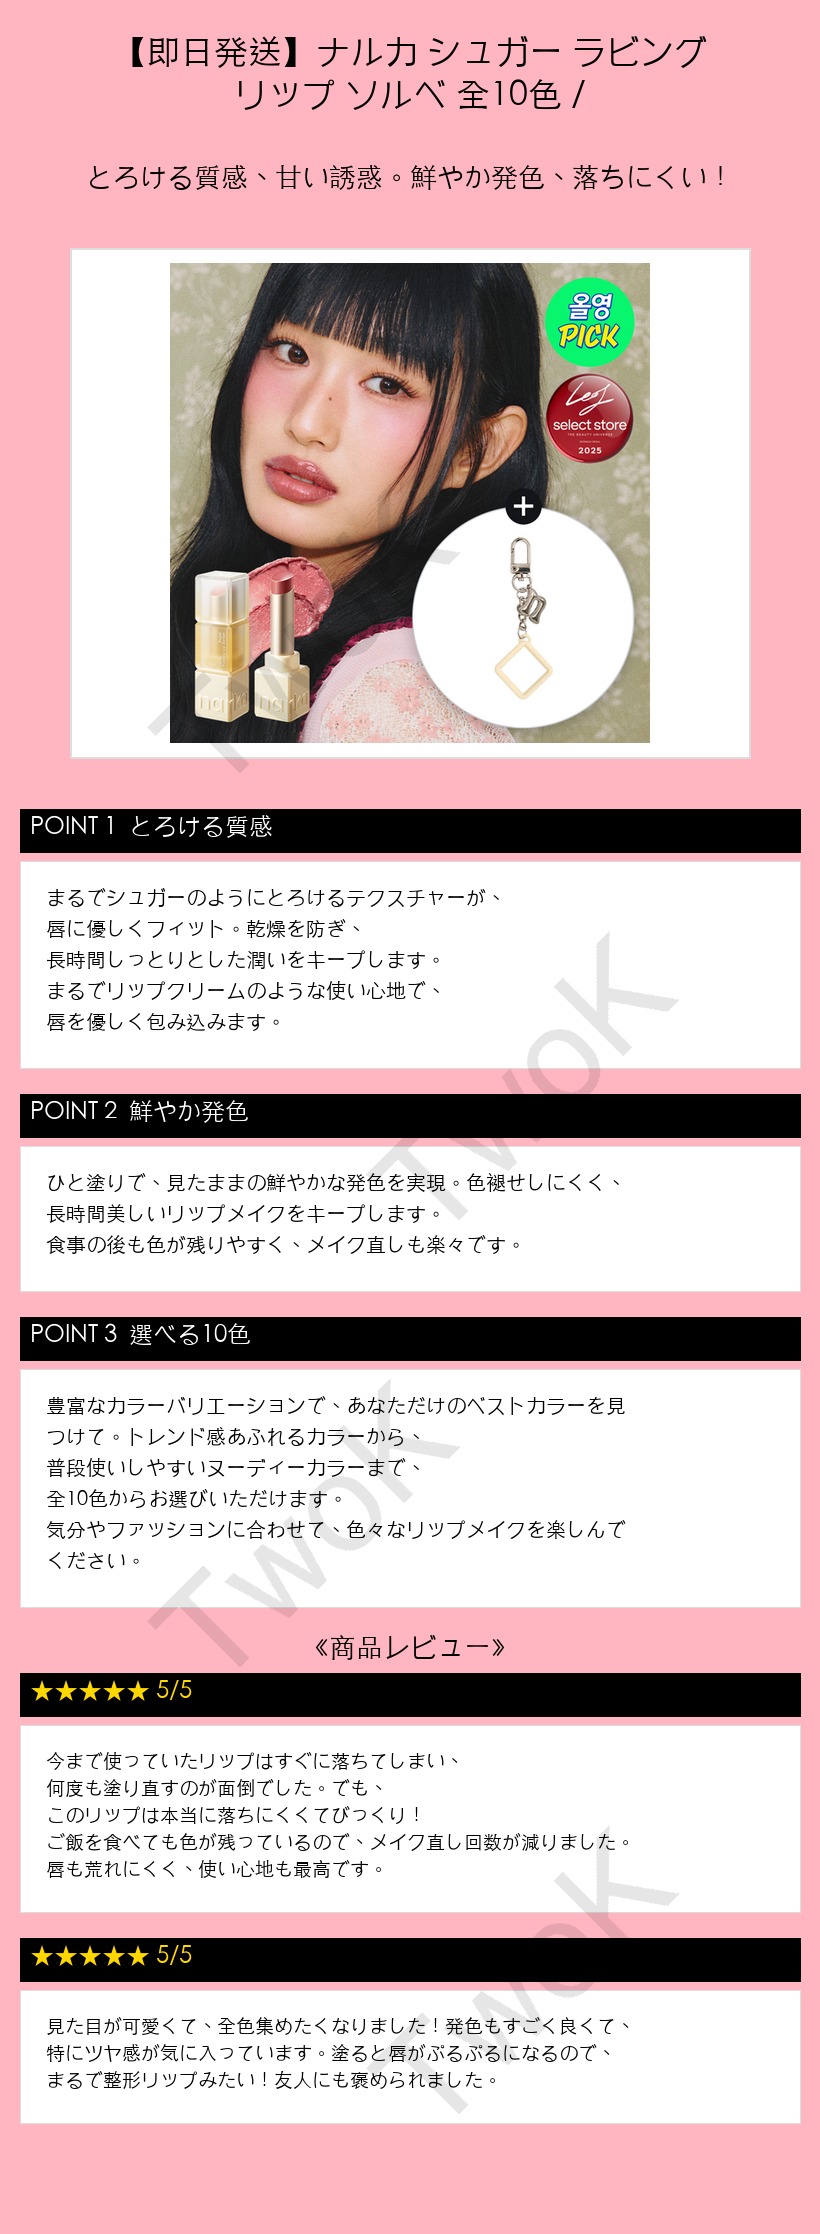 【即日発送】ナルカ シュガー ラビング
リップ ソルベ 全10色 /
とろける質感、甘い誘惑。鮮やか発色、落ちにくい！
올영
PICK
LeeJ
select store
THE BEAUTY UNIVERSE
2025
+
naruka
naruka
POINT 1 とろける質感
まるでシュガーのようにとろけるテクスチャーが、
唇に優しくフィット。乾燥を防ぎ、
長時間しっとりとした潤いをキープします。
まるでリップクリームのような使い心地で、
唇を優しく包み込みます。
POINT 2 鮮やか発色
ひと塗りで、見たままの鮮やかな発色を実現。色褪せしにくく、
長時間美しいリップメイクをキープします。
食事の後も色が残りやすく、メイク直しも楽々です。
POINT 3 選べる10色
豊富なカラーバリエーションで、あなただけのベストカラーを見
つけて。トレンド感あふれるカラーから、
普段使いしやすいヌーディーカラーまで、
全10色からお選びいただけます。
気分やファッションに合わせて、色々なリップメイクを楽しんで
ください。
《商品レビュー》
★★★★★ 5/5
今まで使っていたリップはすぐに落ちてしまい、
何度も塗り直すのが面倒でした。でも、
このリップは本当に落ちにくくてびっくり！
ご飯を食べても色が残っているので、メイク直し回数が減りました。
唇も荒れにくく、使い心地も最高です。
★★★★★ 5/5
見た目が可愛くて、全色集めたくなりました！発色もすごく良くて、
特にツヤ感が気に入っています。塗ると唇がぷるぷるになるので、
まるで整形リップみたい！友人にも褒められました。
TwoK
TwoK
TwoK
TwoK